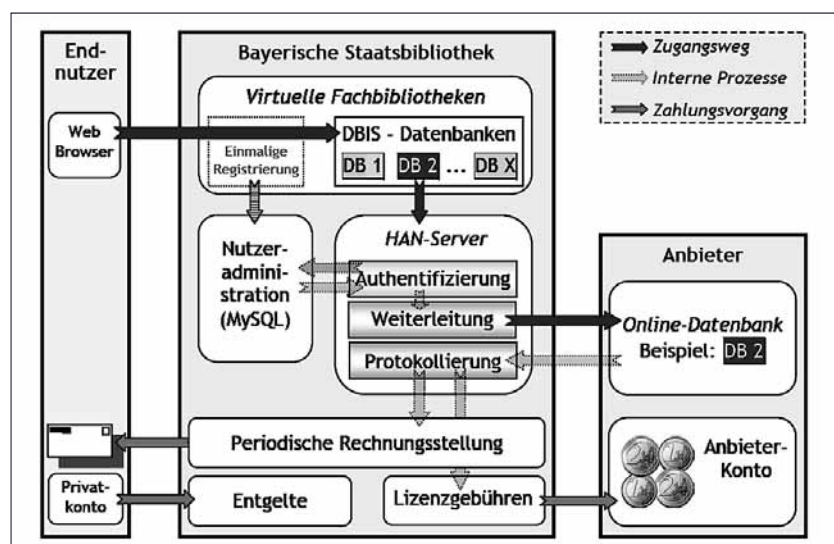 End-
nutzer
Bayerische Staatsbibliothek
Zugangsweg
Interne Prozesse
Zahlungsvorgang
Virtuelle Fachbibliotheken
Web
Browser
Einmalige
Registrierung
DBIS - Datenbanken
DB 1 DB 2 ... DB X
Nutzer-
admini-
stration
(MySQL)
HAN-Server
Authentifizierung
Weiterleitung
Protokollierung
Anbieter
Online-Datenbank
Beispiel: DB 2
Periodische Rechnungsstellung
Anbieter-
Konto
Privat-
konto
Entgelte
Lizenzgebühren